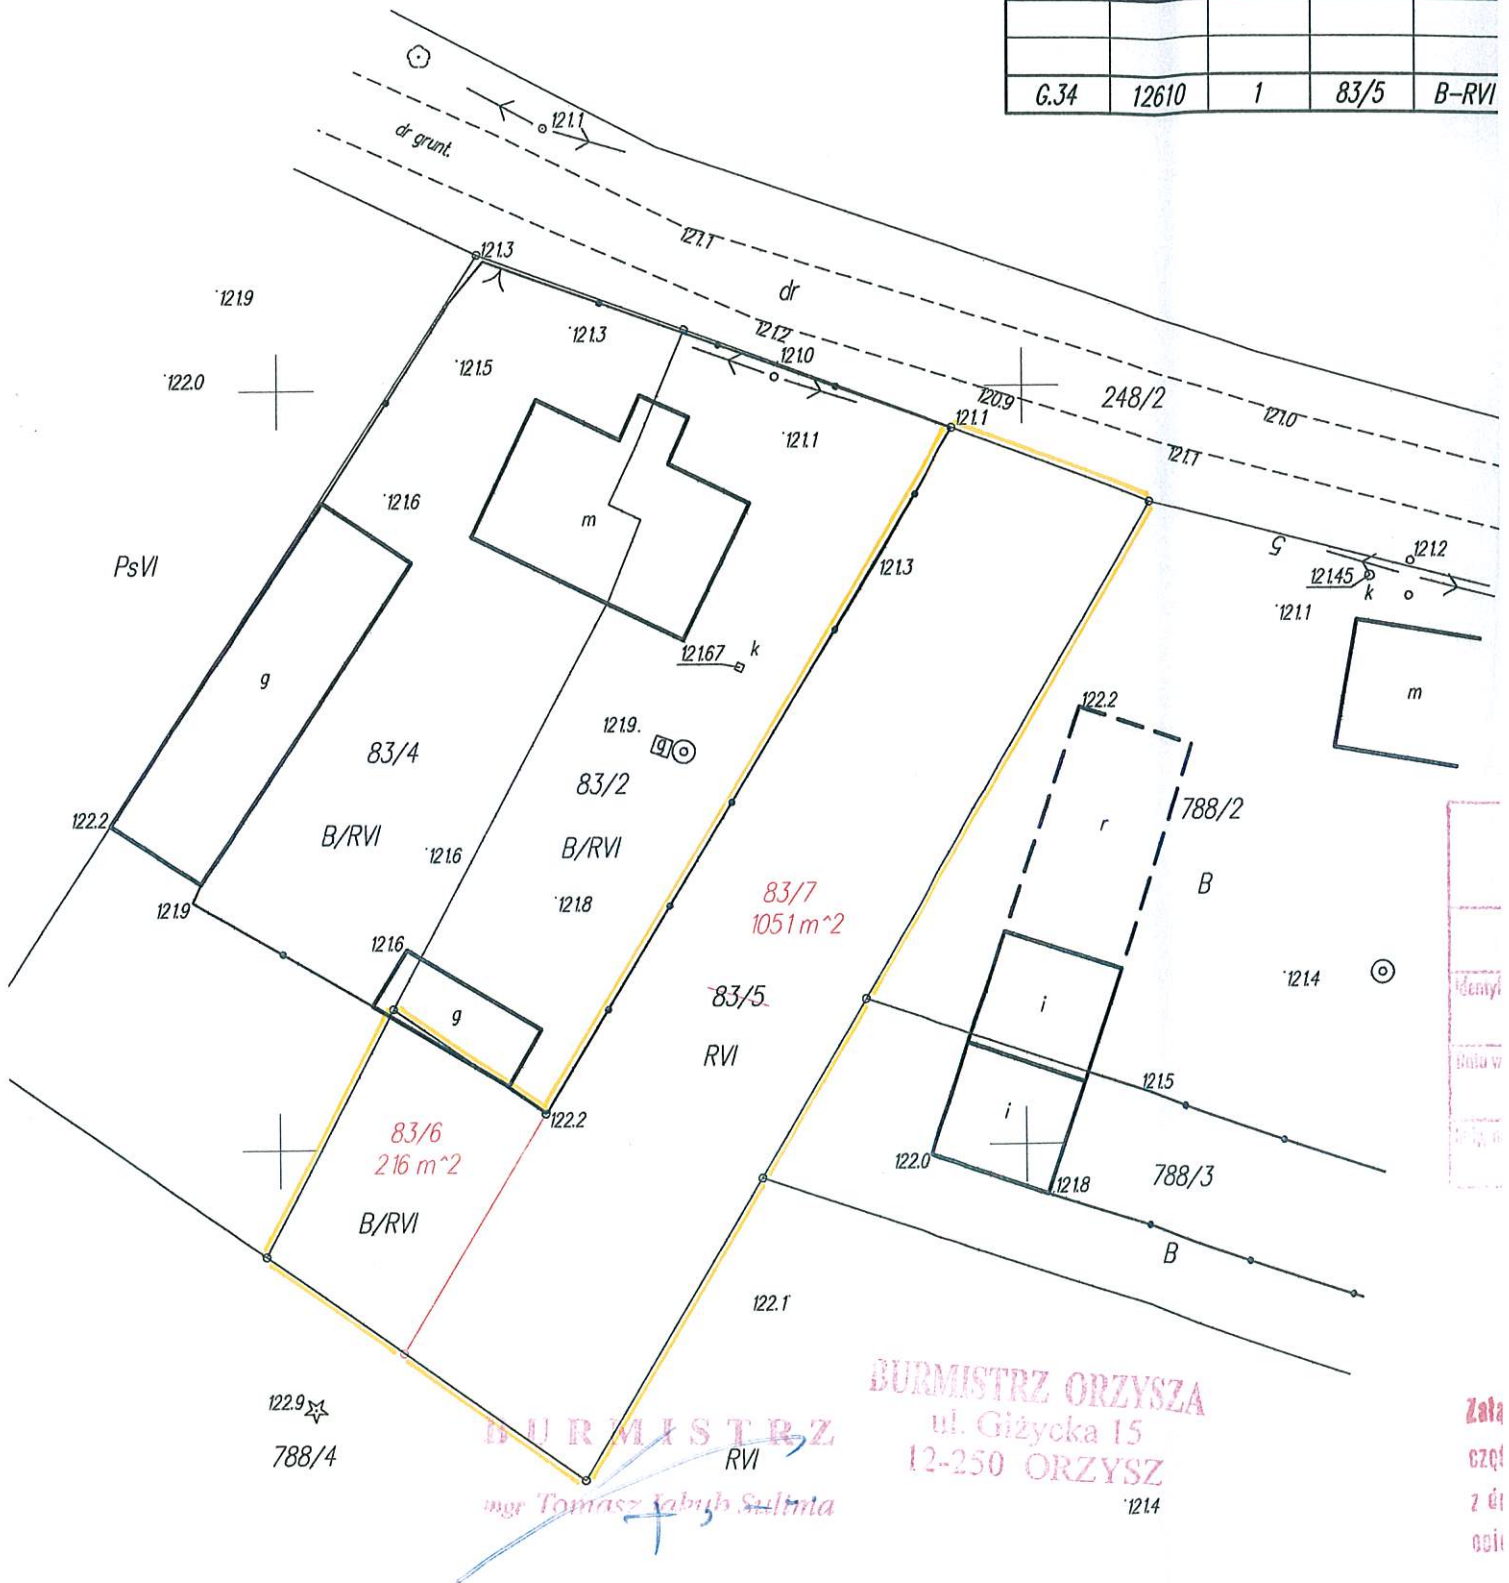 G.34 12610 1 83/5 B-RVI
121.1
dr grunt.
121.3
121.1
dr
121.9
121.3
121.2
121.0
122.0
121.5
120.9
248/2
121.1
121.0
121.1
121.1
121.6
m
5
121.2
PsVI
121.3
121.45
k
121.1
121.67
k
g
m
122.2
121.9
g
83/4
83/2
788/2
r
122.2
B/RVI
121.6
B/RVI
B
83/7
1051 m^2
121.9
121.8
121.6
121.4
83/5
i
g
RVI
121.5
i
122.2
83/6
216 m^2
122.0
121.8
788/3
B/RVI
B
122.1
122.9
788/4
BURMISTRZ
RVI
mgr Tomasz Jakub Sulima
BURMISTRZ ORZYSZA
ul. Giżycka 15
12-250 ORZYSZ
121.4